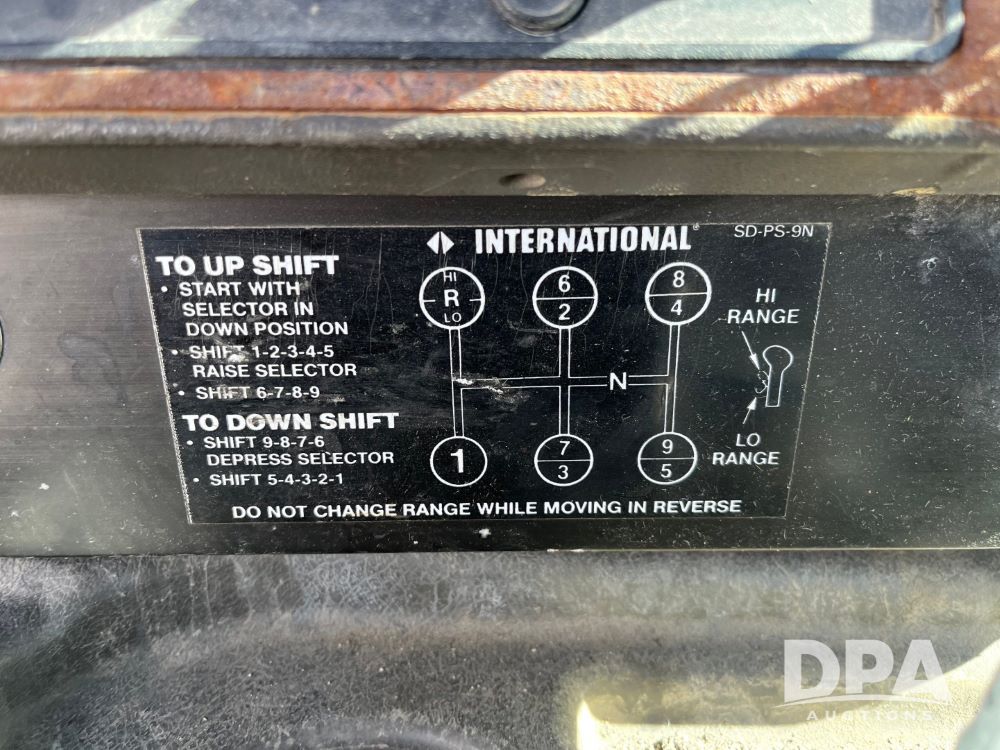 INTERNATIONAL®
SD-PS-9N
TO UP SHIFT
• START WITH
SELECTOR IN
DOWN POSITION
• SHIFT 1-2-3-4-5
RAISE SELECTOR
• SHIFT 6-7-8-9
TO DOWN SHIFT
• SHIFT 9-8-7-6
DEPRESS SELECTOR
• SHIFT 5-4-3-2-1
HI
R
LO
6
2
8
4
N
1
7
3
9
5
HI
RANGE
LO
RANGE
DO NOT CHANGE RANGE WHILE MOVING IN REVERSE
DPA
AUCTIONS